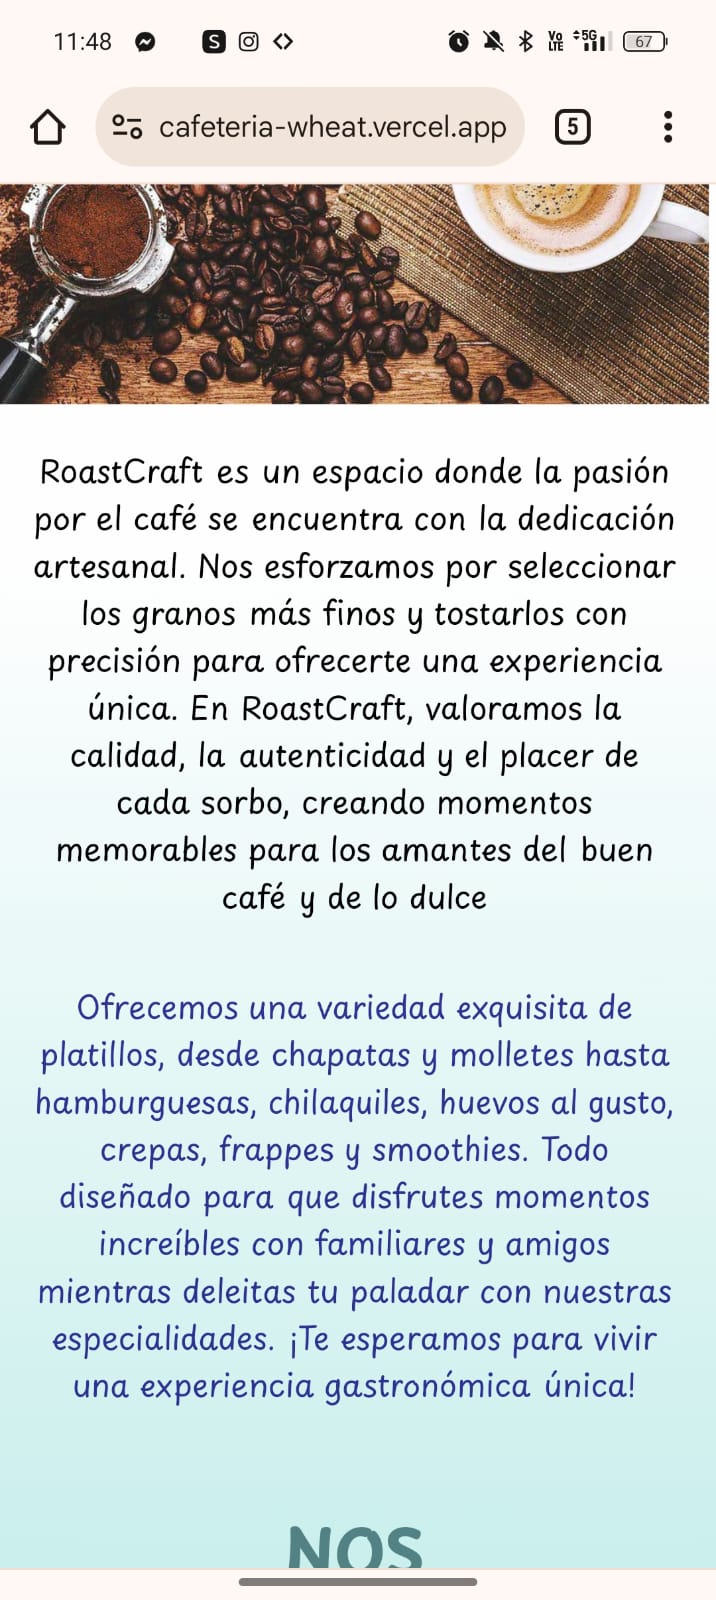 11:48
S
Vo
LTE
5G
67
cafeteria-wheat.vercel.app
5
RoastCraft es un espacio donde la pasión
por el café se encuentra con la dedicación
artesanal. Nos esforzamos por seleccionar
los granos más finos y tostarlos con
precisión para ofrecerte una experiencia
única. En RoastCraft, valoramos la
calidad, la autenticidad y el placer de
cada sorbo, creando momentos
memorables para los amantes del buen
café y de lo dulce
Ofrecemos una variedad exquisita de
platillos, desde chapatas y molletes hasta
hamburguesas, chilaquiles, huevos al gusto,
crepas, frappes y smoothies. Todo
diseñado para que disfrutes momentos
increíbles con familiares y amigos
mientras deleitas tu paladar con nuestras
especialidades. ¡Te esperamos para vivir
una experiencia gastronómica única!
NOS